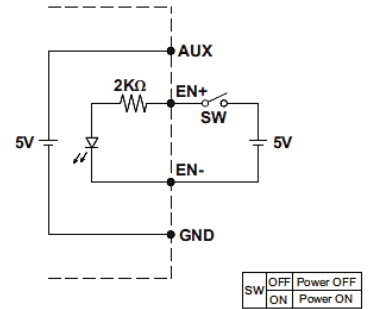 AUX
2KΩ
EN+
SW
5V
5V
EN-
GND
SW
OFF Power OFF
ON Power ON